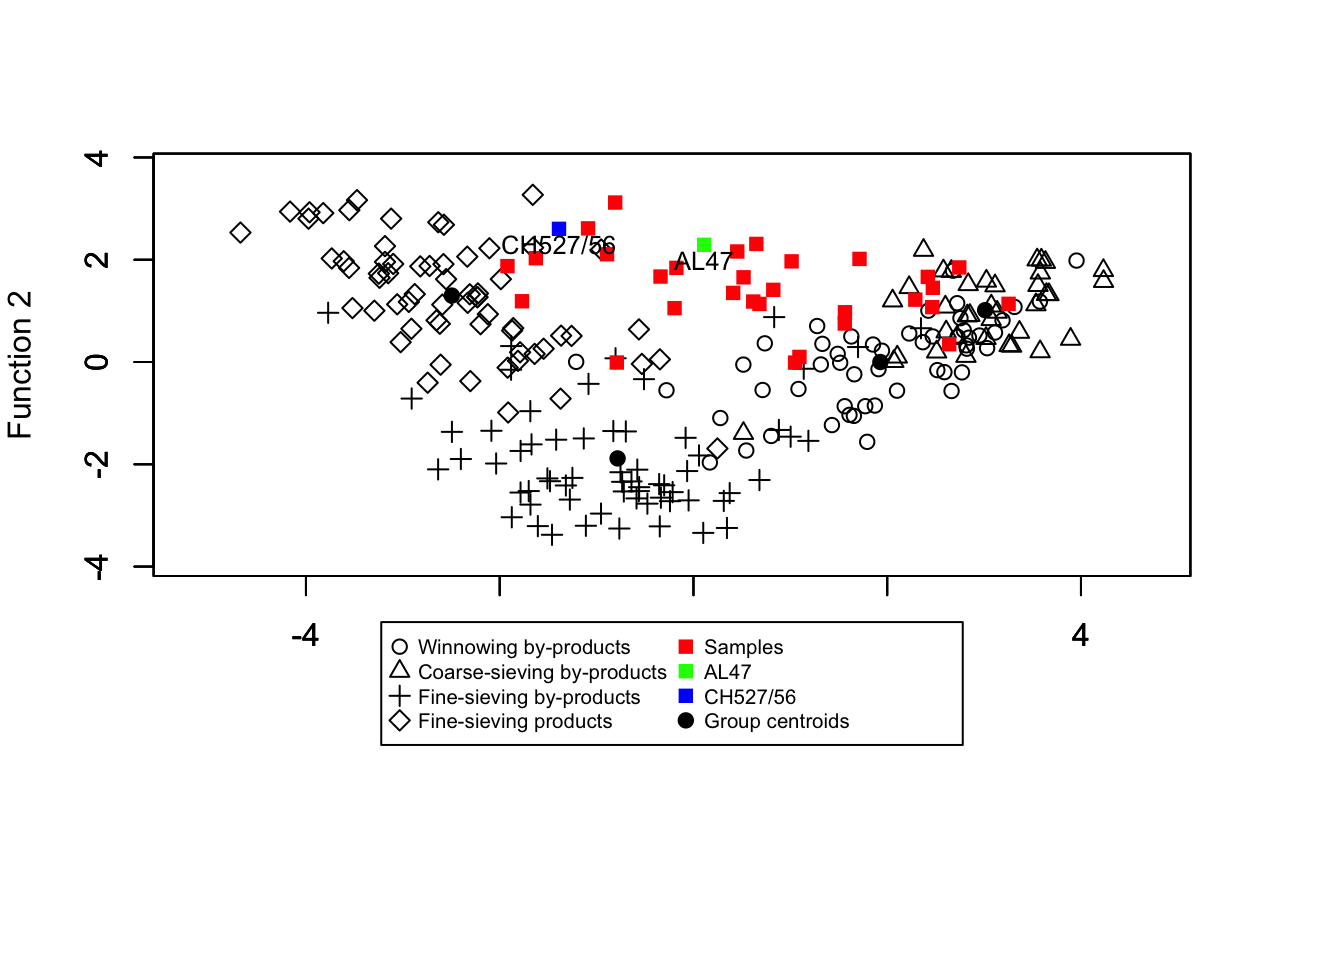 4
2
0
-2
-4
Function 2
CH527/56
AL47
-4
4
Winnowing by-products
Coarse-sieving by-products
Fine-sieving by-products
Fine-sieving products
Samples
AL47
CH527/56
Group centroids